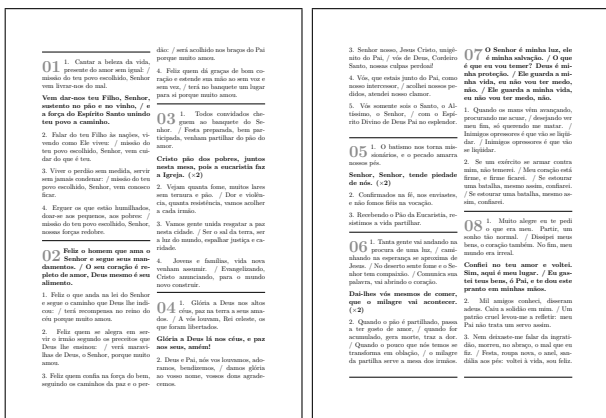 01 1. Cantar a beleza da vida,
presente do amor sem igual: /
missão do teu povo escolhido, Senhor
vem livrar-nos do mal.
Vem dar-nos teu Filho, Senhor,
sustento no pão e no vinho, / e
a força do Espírito Santo unindo
teu povo a caminho.
2. Falar do teu Filho às nações, vi-
vendo como Ele viveu: / missão do
teu povo escolhido, Senhor, vem cui-
dar do que é teu.
3. Viver o perdão sem medida, servir
sem jamais condenar: / missão do teu
povo escolhido, Senhor, vem conosco
ficar.
4. Erguer os que estão humilhados,
doar-se aos pequenos, aos pobres: /
missão do teu povo escolhido, Senhor,
nossas forças redobre.
02 Feliz o homem que ama o
Senhor e segue seus man-
damentos. / O seu coração é re-
pleto de amor, Deus mesmo é seu
alimento.
1. Feliz o que anda na lei do Senhor
e segue o caminho que Deus lhe indi-
cou: / terá recompensa no reino do
céu porque muito amou.
2. Feliz quem se alegra em ser-
vir o irmão segundo os preceitos que
Deus lhe ensinou: / verá maravi-
lhas de Deus, o Senhor, porque muito
amou.
3. Feliz quem confia na força do bem,
seguindo os caminhos da paz e o per-
dão: / será acolhido nos braços do Pai
porque muito amou.
4. Feliz quem dá graças de bom co-
ração e estende sua mão ao sem voz e
sem vez, / terá no banquete um lugar
para si porque muito amou.
03 1. Todos convidados che-
guem ao banquete do Se-
nhor. / Festa preparada, bem par-
ticipada, venham partilhar do pão do
amor.
Cristo pão dos pobres, juntos
nesta mesa, pois a eucaristia faz
a Igreja. (×2)
2. Vejam quanta fome, muitos lares
sem ternura e pão. / Dor e violên-
cia, quanta resistência, vamos acolher
a cada irmão.
3. Vamos gente unida resgatar a paz
nesta cidade. / Ser o sal da terra, ser
a luz do mundo, espalhar justiça e ca-
ridade.
4. Jovens e famílias, vida nova
venham assumir. / Evangelizando,
Cristo anunciando, para o mundo
novo construir.
04 1. Glória a Deus nos altos
céus, paz na terra a seus ama-
dos. / A vós louvam, Rei celeste, os
que foram libertados.
Glória a Deus lá nos céus, e paz
aos seus, amém!
2. Deus e Pai, nós vos louvamos, ado-
ramos, bendizemos, / damos glória
ao vosso nome, vossos dons agrade-
cemos.
3. Senhor nosso, Jesus Cristo, unigê-
nito do Pai, / vós de Deus, Cordeiro
Santo, nossas culpas perdoai!
4. Vós, que estais junto do Pai, como
nosso intercessor, / acolhei nossos pe-
didos, atendei nosso clamor.
5. Vós somente sois o Santo, o Al-
tíssimo, o Senhor, / com o Espí-
rito Divino de Deus Pai no esplendor.
05 1. O batismo nos torna mis-
sionários, e o pecado amarra
nossos pés.
Senhor, Senhor, tende piedade
de nós. (×2)
2. Confirmados na fé, nos enviastes,
e não fomos fiéis na vocação.
3. Recebendo o Pão da Eucaristia, re-
sistimos a vida partilhar.
06 1. Tanta gente vai andando na
procura de uma luz, / cami-
nhando na esperança se aproxima de
Jesus. / No deserto sente fome e o Se-
nhor tem compaixão. / Comunica sua
palavra, vai abrindo o coração.
Dai-lhes vós mesmos de comer,
que o milagre vai acontecer.
(×2)
2. Quando o pão é partilhado, passa
a ter gosto de amor, / quando for
acumulado, gera morte, traz a dor.
/ Quando o pouco que nós temos se
transforma em oblação, / o milagre
da partilha serve a mesa dos irmãos.
07 O Senhor é minha luz, ele
é minha salvação. / O que
é que eu vou temer? Deus é mi-
nha proteção. / Ele guarda a mi-
nha vida, eu não vou ter medo,
não. / Ele guarda a minha vida,
eu não vou ter medo, não.
1. Quando os maus vêm avançando,
procurando me acuar, / desejando ver
meu fim, só querendo me matar. /
Inimigos opressores é que vão se liqüi-
dar. / Inimigos opressores é que vão
se liqüidar.
2. Se um exército se armar contra
mim, não temerei. / Meu coração está
firme, e firme ficarei. / Se estourar
uma batalha, mesmo assim, confiarei.
/ Se estourar uma batalha, mesmo as-
sim, confiarei.
08 1. Muito alegre eu te pedi
o que era meu. Partir, um
sonho tão normal. / Dissipei meus
bens, o coração também. No fim, meu
mundo era irreal.
Confiei no teu amor e voltei.
Sim, aqui é meu lugar. / Eu gas-
tei teus bens, ó Pai, e te dou este
pranto em minhas mãos.
2. Mil amigos conheci, disseram
adeus. Caiu a solidão em mim. / Um
patrão cruel levou-me a refletir: meu
Pai não trata um servo assim.
3. Nem deixaste-me falar da ingrati-
dão, morreu, no abraço, o mal que eu
fiz. / Festa, roupa nova, o anel, san-
dália aos pés: voltei à vida, sou feliz.